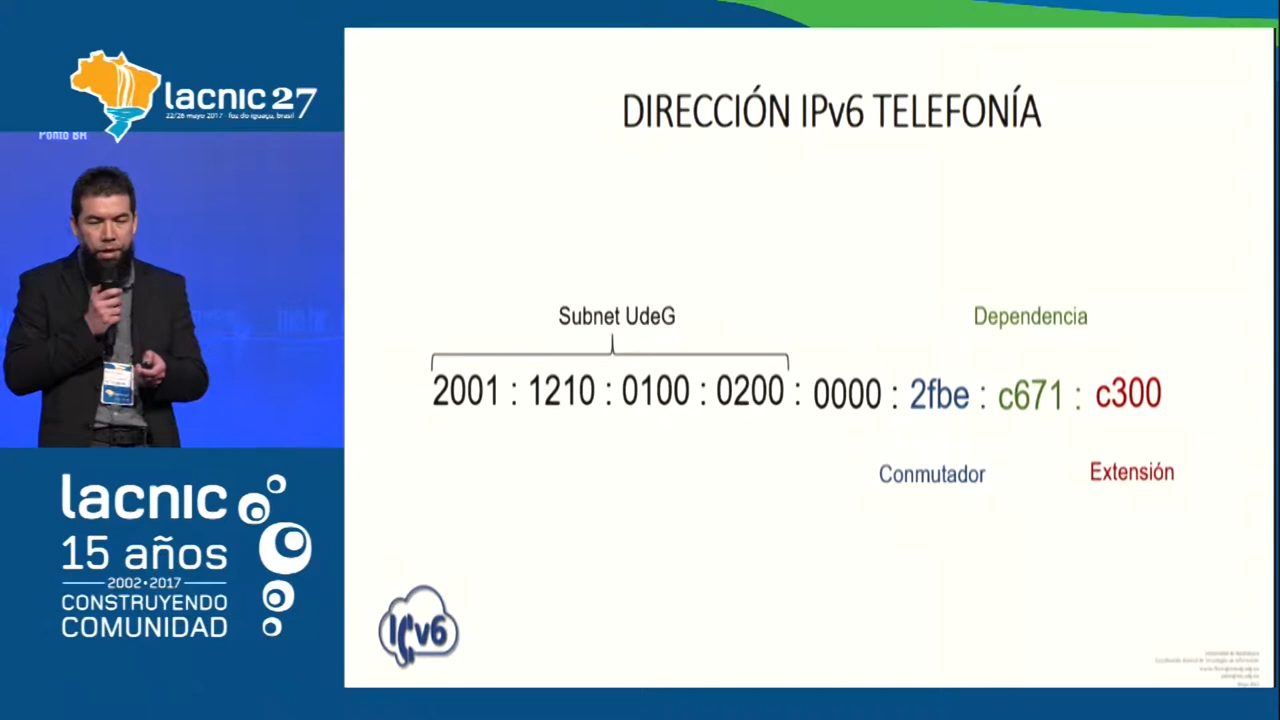 Ponto BR
lacnic 27
22/26 mayo 2017 - foz do iguaçu, brasil
lacnic
15 años
2002•2017
CONSTRUYENDO
COMUNIDAD
DIRECCIÓN IPv6 TELEFONÍA
Subnet UdeG
Dependencia
2001 : 1210 : 0100 : 0200 : 0000 : 2fbe : c671 : c300
Conmutador
Extensión
IPv6